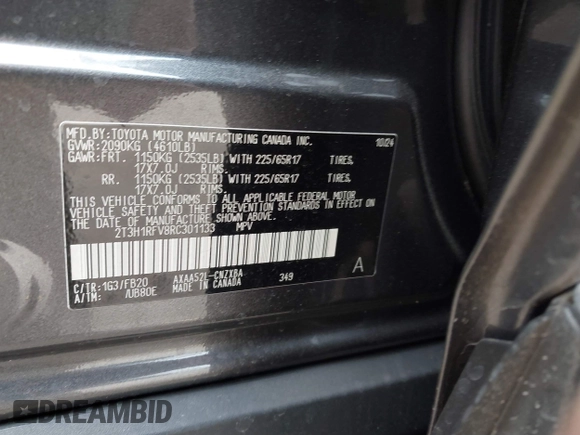 MFD.BY:TOYOTA MOTOR MANUFACTURING CANADA INC. 10/24
GVWR:2090KG (4610LB)
GAWR:FRT. 1150KG (2535LB) WITH 225/65R17 TIRES.
17X7.0J RIMS.
RR. 1150KG (2535LB) WITH 225/65R17 TIRES.
17X7.0J RIMS.
THIS VEHICLE CONFORMS TO ALL APPLICABLE FEDERAL MOTOR
VEHICLE SAFETY AND THEFT PREVENTION STANDARDS IN EFFECT
ON THE DATE OF MANUFACTURE SHOWN ABOVE.
2T3H1RFV8RC301133 MPV
C/TR:1G3/FB20 AXAA52L-CNZXBA 349 A
A/TM: /UB80E MADE IN CANADA
DREAMBID